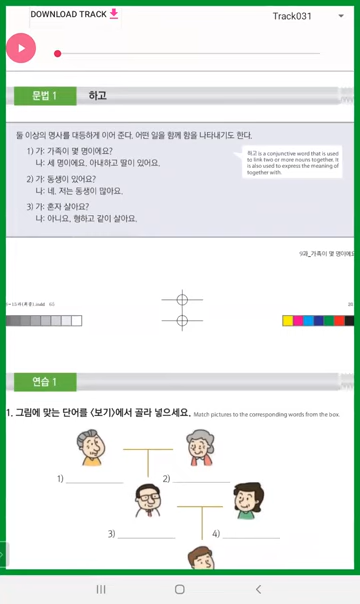 DOWNLOAD TRACK
Track031
문법 1
하고
둘 이상의 명사를 대등하게 이어 준다. 어떤 일을 함께 함을 나타내기도 한다.
1) 가: 가족이 몇 명이에요?
나: 세 명이에요. 아내하고 딸이 있어요.
2) 가: 동생이 있어요?
나: 네. 저는 동생이 많아요.
3) 가: 혼자 살아요?
나: 아니요, 형하고 같이 살아요.
하고 is a conjunctive word that is used
to link two or more nouns together. It
is also used to express the meaning of
together with.
9과_가족이 몇 명이에요
연습 1
1. 그림에 맞는 단어를 <보기>에서 골라 넣으세요. Match pictures to the corresponding words from the box.
1)
2)
3)
4)